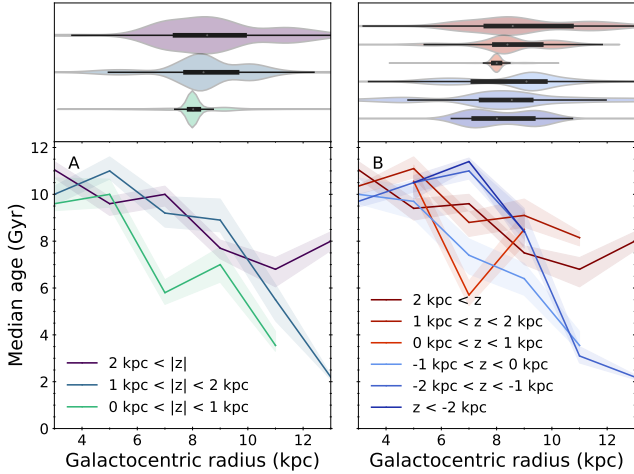 A
B
Median age (Gyr)
12
10
8
6
4
2
0
2 kpc < |z|
1 kpc < |z| < 2 kpc
0 kpc < |z| < 1 kpc
2 kpc < z
1 kpc < z < 2 kpc
0 kpc < z < 1 kpc
-1 kpc < z < 0 kpc
-2 kpc < z < -1 kpc
z < -2 kpc
4 6 8 10 12
4 6 8 10 12
Galactocentric radius (kpc)
Galactocentric radius (kpc)